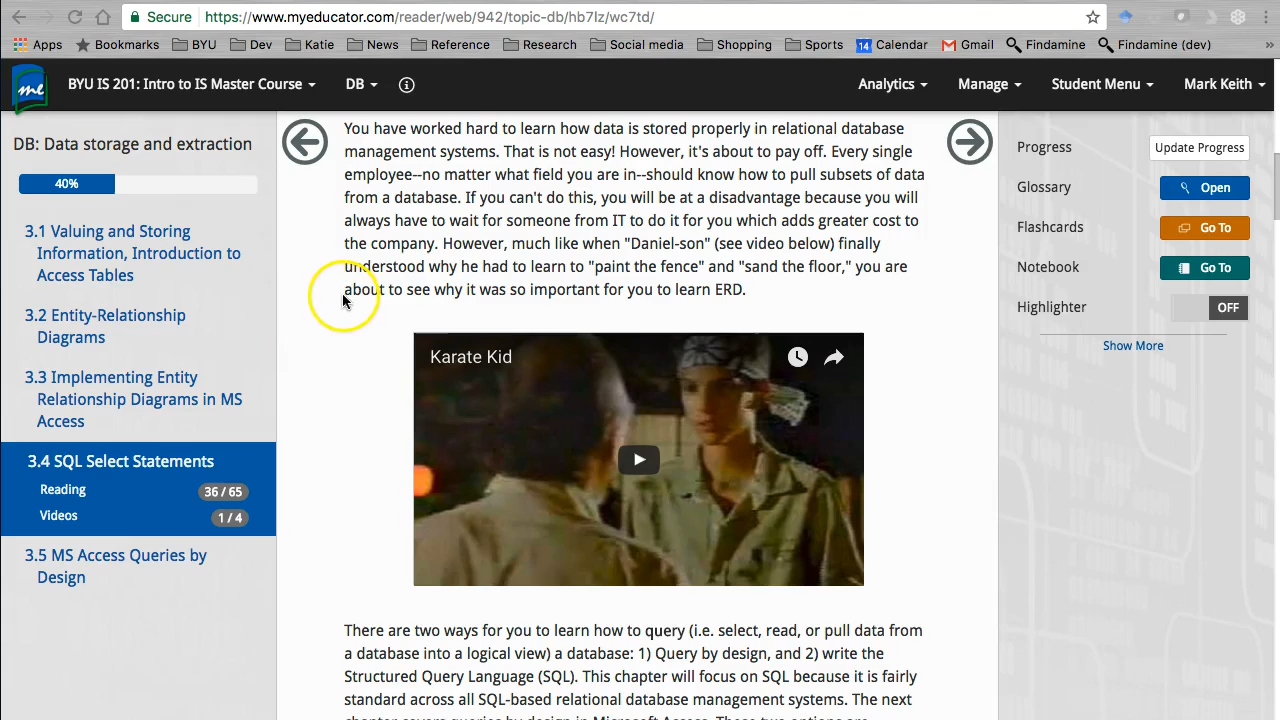 Secure https://www.myeducator.com/reader/web/942/topic-db/hb7lz/wc7td/
Apps Bookmarks BYU Dev Katie News Reference Research Social media Shopping Sports 14 Calendar Gmail Findamine Findamine (dev) »
me BYU IS 201: Intro to IS Master Course DB Analytics Manage Student Menu Mark Keith
DB: Data storage and extraction
40%
3.1 Valuing and Storing
Information, Introduction to
Access Tables
3.2 Entity-Relationship
Diagrams
3.3 Implementing Entity
Relationship Diagrams in MS
Access
3.4 SQL Select Statements
Reading 36 / 65
Videos 1 / 4
3.5 MS Access Queries by
Design
You have worked hard to learn how data is stored properly in relational database
management systems. That is not easy! However, it's about to pay off. Every single
employee--no matter what field you are in--should know how to pull subsets of data
from a database. If you can't do this, you will be at a disadvantage because you will
always have to wait for someone from IT to do it for you which adds greater cost to
the company. However, much like when "Daniel-son" (see video below) finally
understood why he had to learn to "paint the fence" and "sand the floor," you are
about to see why it was so important for you to learn ERD.
Karate Kid
There are two ways for you to learn how to query (i.e. select, read, or pull data from
a database into a logical view) a database: 1) Query by design, and 2) write the
Structured Query Language (SQL). This chapter will focus on SQL because it is fairly
standard across all SQL-based relational database management systems. The next
chapter covers queries by design in Microsoft Access. These two options are
Progress Update Progress
Glossary Open
Flashcards Go To
Notebook Go To
Highlighter OFF
Show More